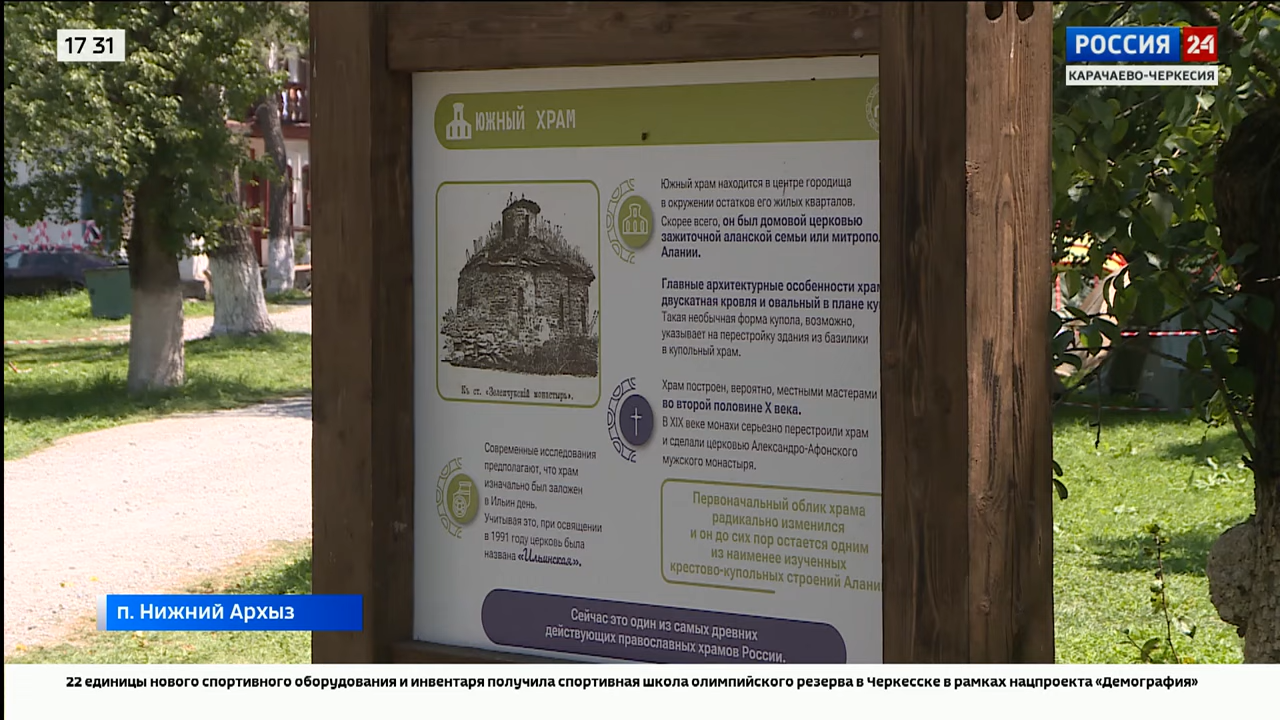 17 31
РОССИЯ 24
КАРАЧАЕВО-ЧЕРКЕСИЯ
ЮЖНЫЙ ХРАМ
Южный храм находится в центре городища
в окружении остатков его жилых кварталов.
Скорее всего, он был домовой церковью
зажиточной аланской семьи или митропо
Алании.
Главные архитектурные особенности храм
двускатная кровля и овальный в плане ку
Такая необычная форма купола, возможно,
указывает на перестройку здания из базилики
в купольный храм.
Къ ст. «Зеленчукскій монастырь».
Храм построен, вероятно, местными мастерами
во второй половине X века.
В XIX веке монахи серьезно перестроили храм
и сделали церковью Александро-Афонского
мужского монастыря.
Современные исследования
предполагают, что храм
изначально был заложен
в Ильин день.
Учитывая это, при освящении
в 1991 году церковь была
названа «Ильинская».
Первоначальный облик храма
радикально изменился
и он до сих пор остается одним
из наименее изученных
крестово-купольных строений Алани
Сейчас это один из самых древних
действующих православных храмов России.
п. Нижний Архыз
22 единицы нового спортивного оборудования и инвентаря получила спортивная школа олимпийского резерва в Черкесске в рамках нацпроекта «Демография»